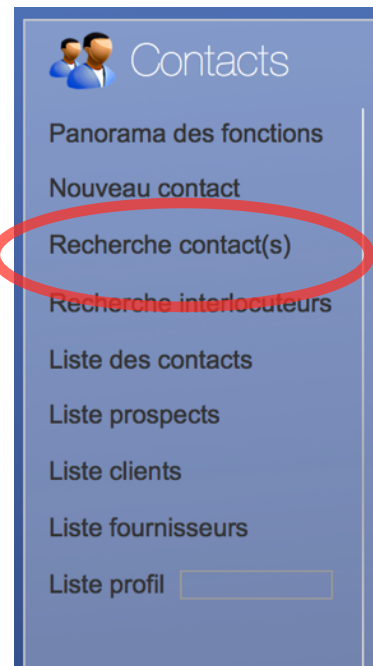 Contacts
Panorama des fonctions
Nouveau contact
Recherche contact(s)
Recherche interlocuteurs
Liste des contacts
Liste prospects
Liste clients
Liste fournisseurs
Liste profil